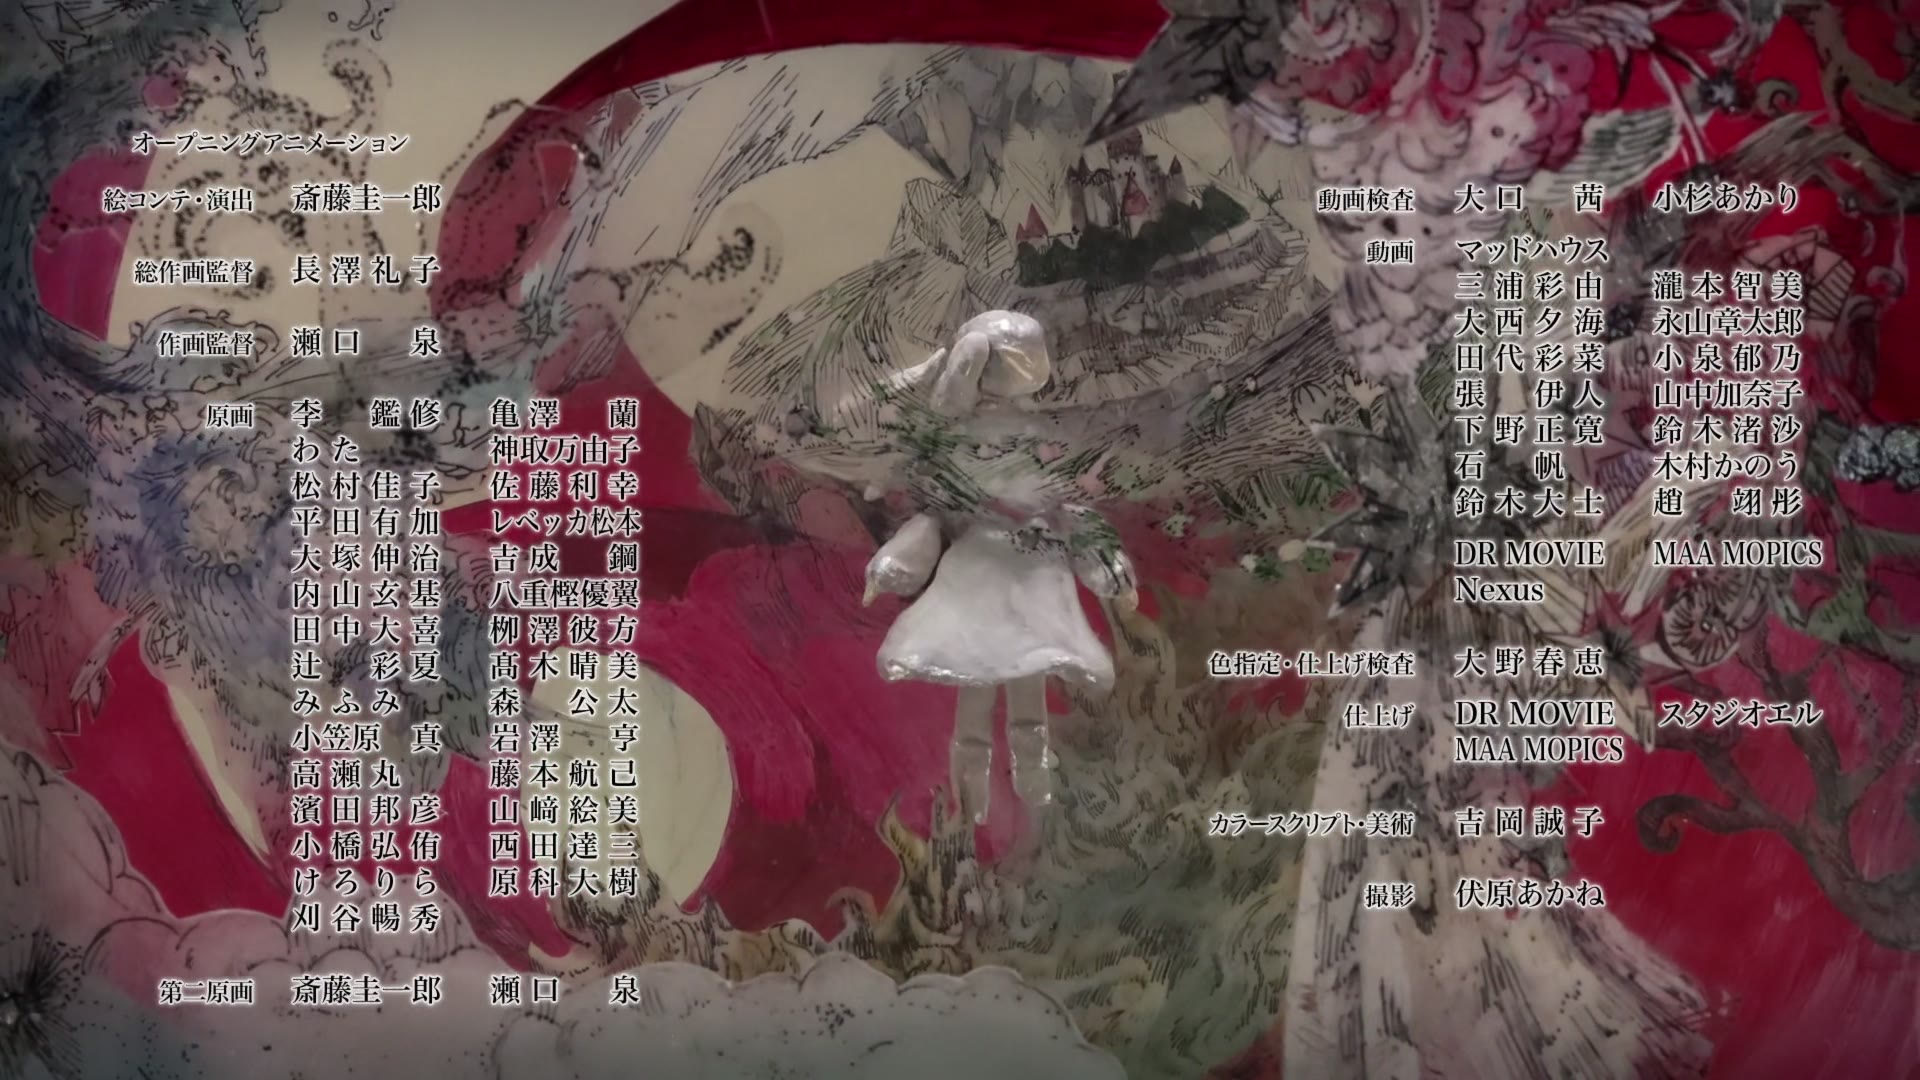 オープニングアニメーション
絵コンテ・演出 斎藤圭一郎
総作画監督 長澤礼子
作画監督 瀬口 泉
原画 李 鑑修 亀澤 蘭
わた 神取万由子
松村佳子 佐藤利幸
平田有加 レベッカ松本
大塚伸治 吉成 鋼
内山玄基 八重樫優翼
田中大喜 栁澤彼方
辻 彩夏 髙木晴美
みふみ 森 公太
小笠原 真 岩澤 亨
高瀬丸 藤本航己
濱田邦彦 山﨑絵美
小橋弘侑 西田達三
けろりら 原科大樹
刈谷暢秀
第二原画 斎藤圭一郎 瀬口 泉
動画検査 大口 茜 小杉あかり
動画 マッドハウス
三浦彩由 瀧本智美
大西夕海 永山章太郎
田代彩菜 小泉郁乃
張 伊人 山中加奈子
下野正寛 鈴木渚沙
石 帆 木村かのう
鈴木大士 趙 翊彤
DR MOVIE MAA MOPICS
Nexus
色指定・仕上げ検査 大野春恵
仕上げ DR MOVIE スタジオエル
MAA MOPICS
カラースクリプト・美術 吉岡誠子
撮影 伏原あかね